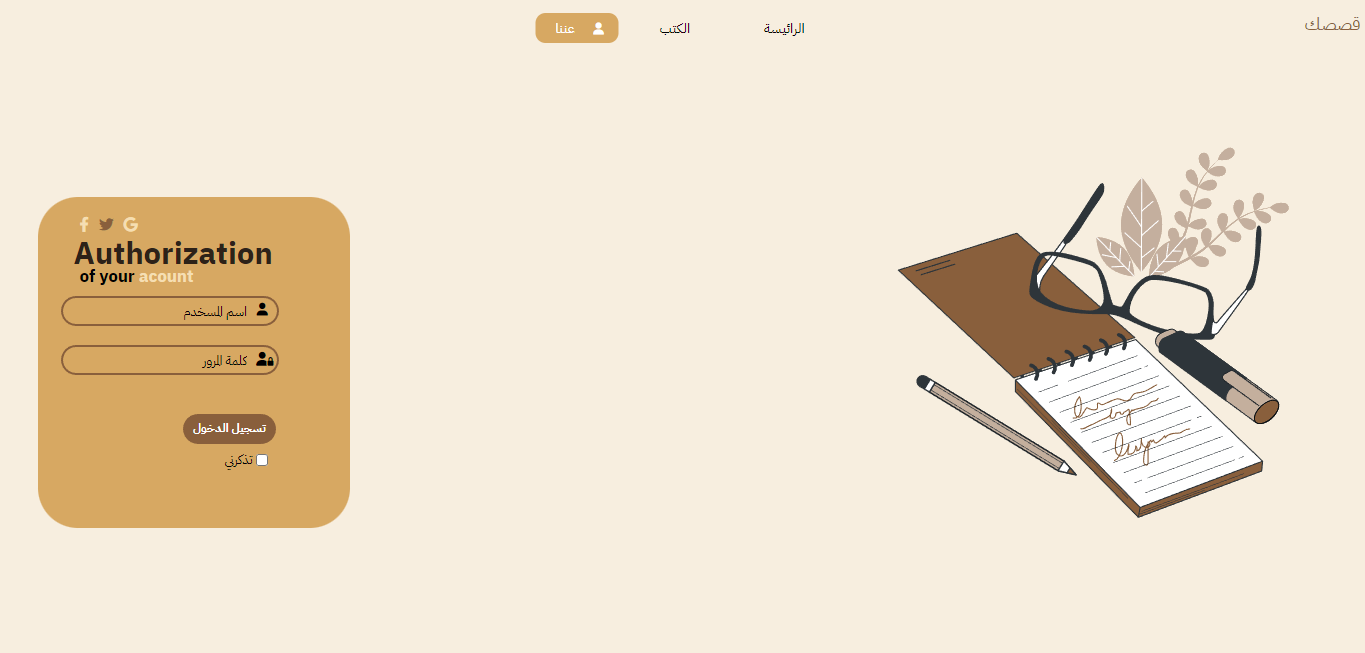 قصصك
الرائيسة
الكتب
عننا
Authorization
of your acount
اسم المسخدم
كلمة المرور
تسجيل الدخول
تذكرني